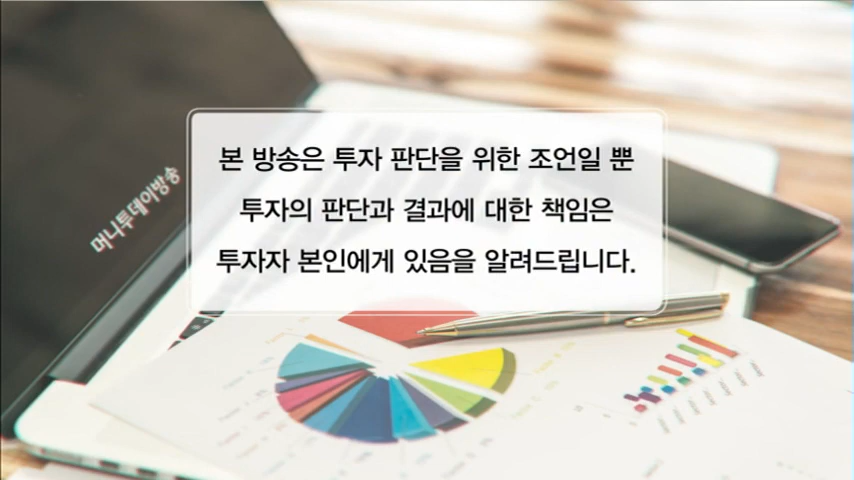 본 방송은 투자 판단을 위한 조언일 뿐
투자의 판단과 결과에 대한 책임은
투자자 본인에게 있음을 알려드립니다.
머니투데이방송